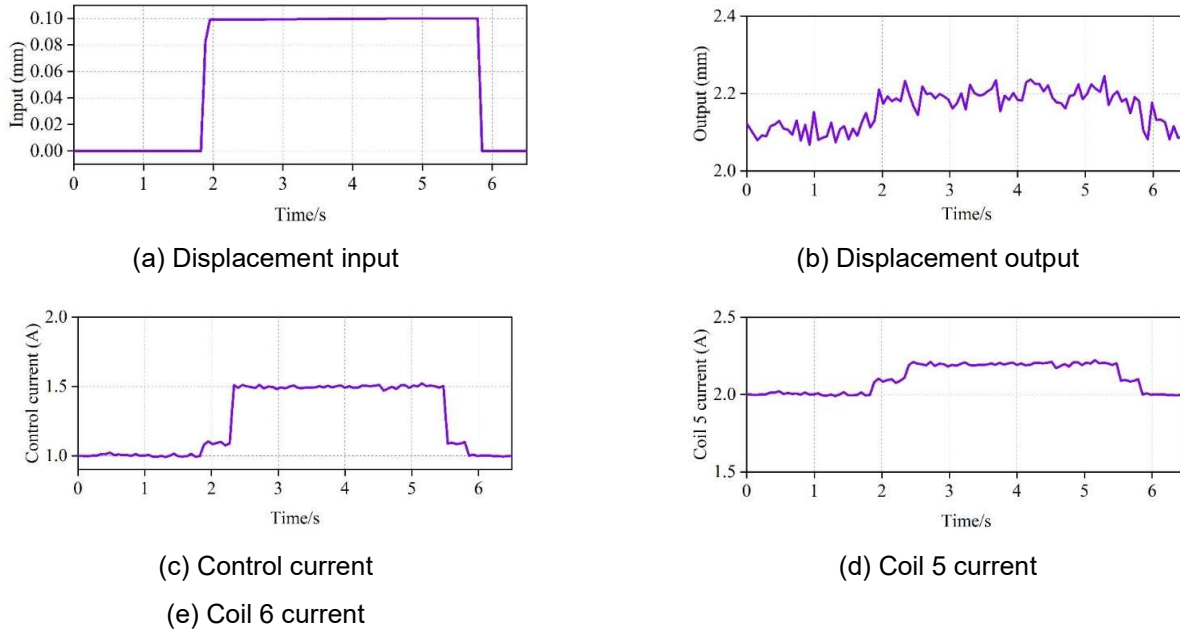 0.10
0.08
0.06
0.04
0.02
0.00
Input (mm)
0 1 2 3 4 5 6
Time/s
(a) Displacement input
2.4
2.2
2.0
Output (mm)
0 1 2 3 4 5 6
Time/s
(b) Displacement output
2.0
1.5
1.0
Control current (A)
0 1 2 3 4 5 6
Time/s
(c) Control current
2.5
2.0
1.5
Coil 5 current (A)
0 1 2 3 4 5 6
Time/s
(d) Coil 5 current
(e) Coil 6 current